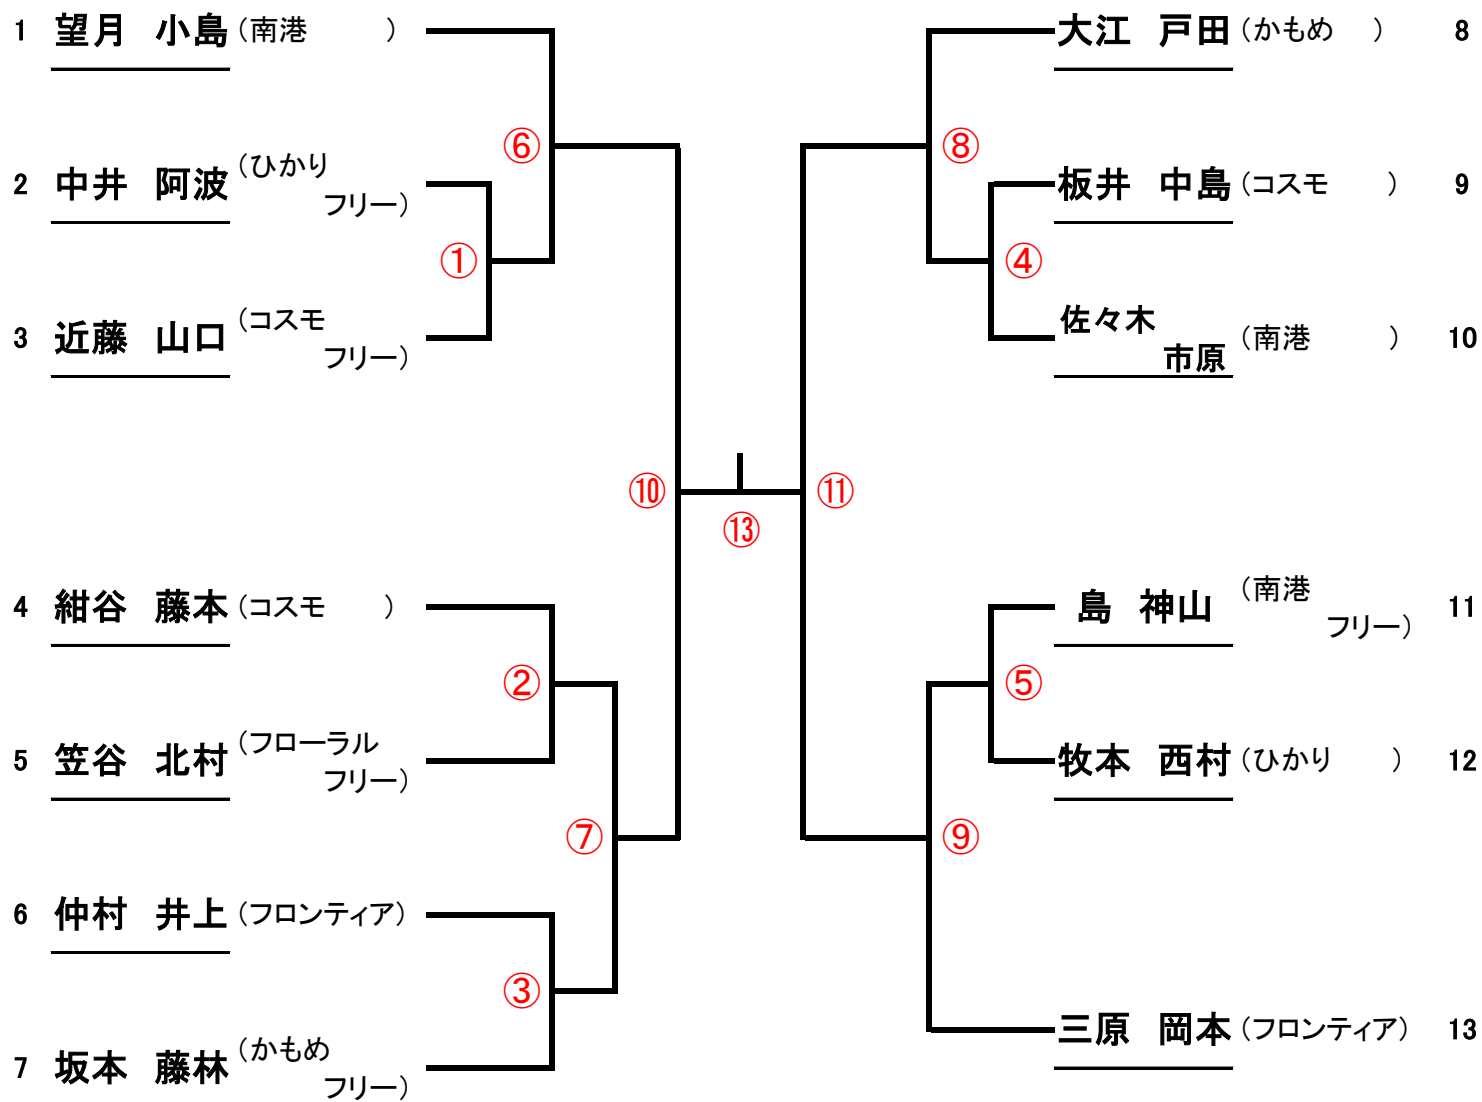 1 望月 小島 (南港 )
⑥
2 中井 阿波 (ひかり
フリー)
①
3 近藤 山口 (コスモ
フリー)
⑩
⑬
4 紺谷 藤本 (コスモ )
②
5 笠谷 北村 (フローラル
フリー)
⑦
6 仲村 井上 (フロンティア)
③
7 坂本 藤林 (かもめ
フリー)
大江 戸田 (かもめ ) 8
⑧
板井 中島 (コスモ ) 9
④
佐々木
市原 (南港 ) 10
⑪
島 神山 (南港
フリー) 11
⑤
牧本 西村 (ひかり ) 12
⑨
三原 岡本 (フロンティア) 13